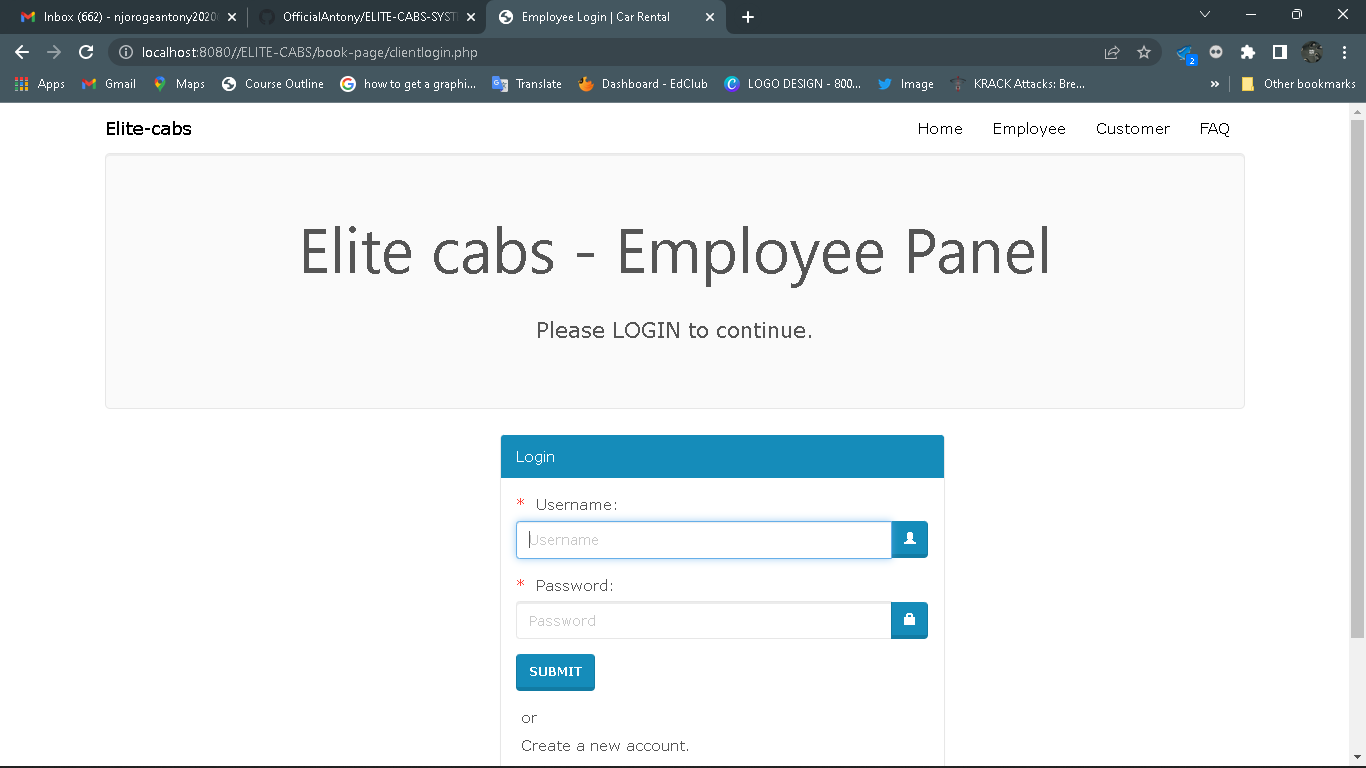 Inbox (662) - njorogeantony2020
OfficialAntony/ELITE-CABS-SYST
Employee Login | Car Rental
localhost:8080//ELITE-CABS/book-page/clientlogin.php
2
Apps
Gmail
Maps
Course Outline
how to get a graphi...
Translate
Dashboard - EdClub
LOGO DESIGN - 800...
Image
KRACK Attacks: Bre...
»
Other bookmarks
Elite-cabs
Home
Employee
Customer
FAQ
Elite cabs - Employee Panel
Please LOGIN to continue.
Login
* Username:
Username
* Password:
Password
SUBMIT
or
Create a new account.